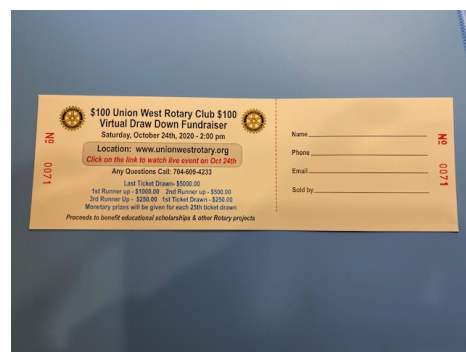 $100 Union West Rotary Club $100
Virtual Draw Down Fundraiser
Saturday, October 24th, 2020 - 2:00 pm
Location: www.unionwestrotary.org
Click on the link to watch live event on Oct 24th
Any Questions Call: 704-609-4233
Last Ticket Drawn- $5000.00
1st Runner up - $1000.00 2nd Runner up - $500.00
3rd Runner Up - $250.00 1st Ticket Drawn - $250.00
Monetary prizes will be given for each 25th ticket drawn
Proceeds to benefit educational scholarships & other Rotary projects
Nº 0071
Name
Phone
Email
Sold by
Nº 0071